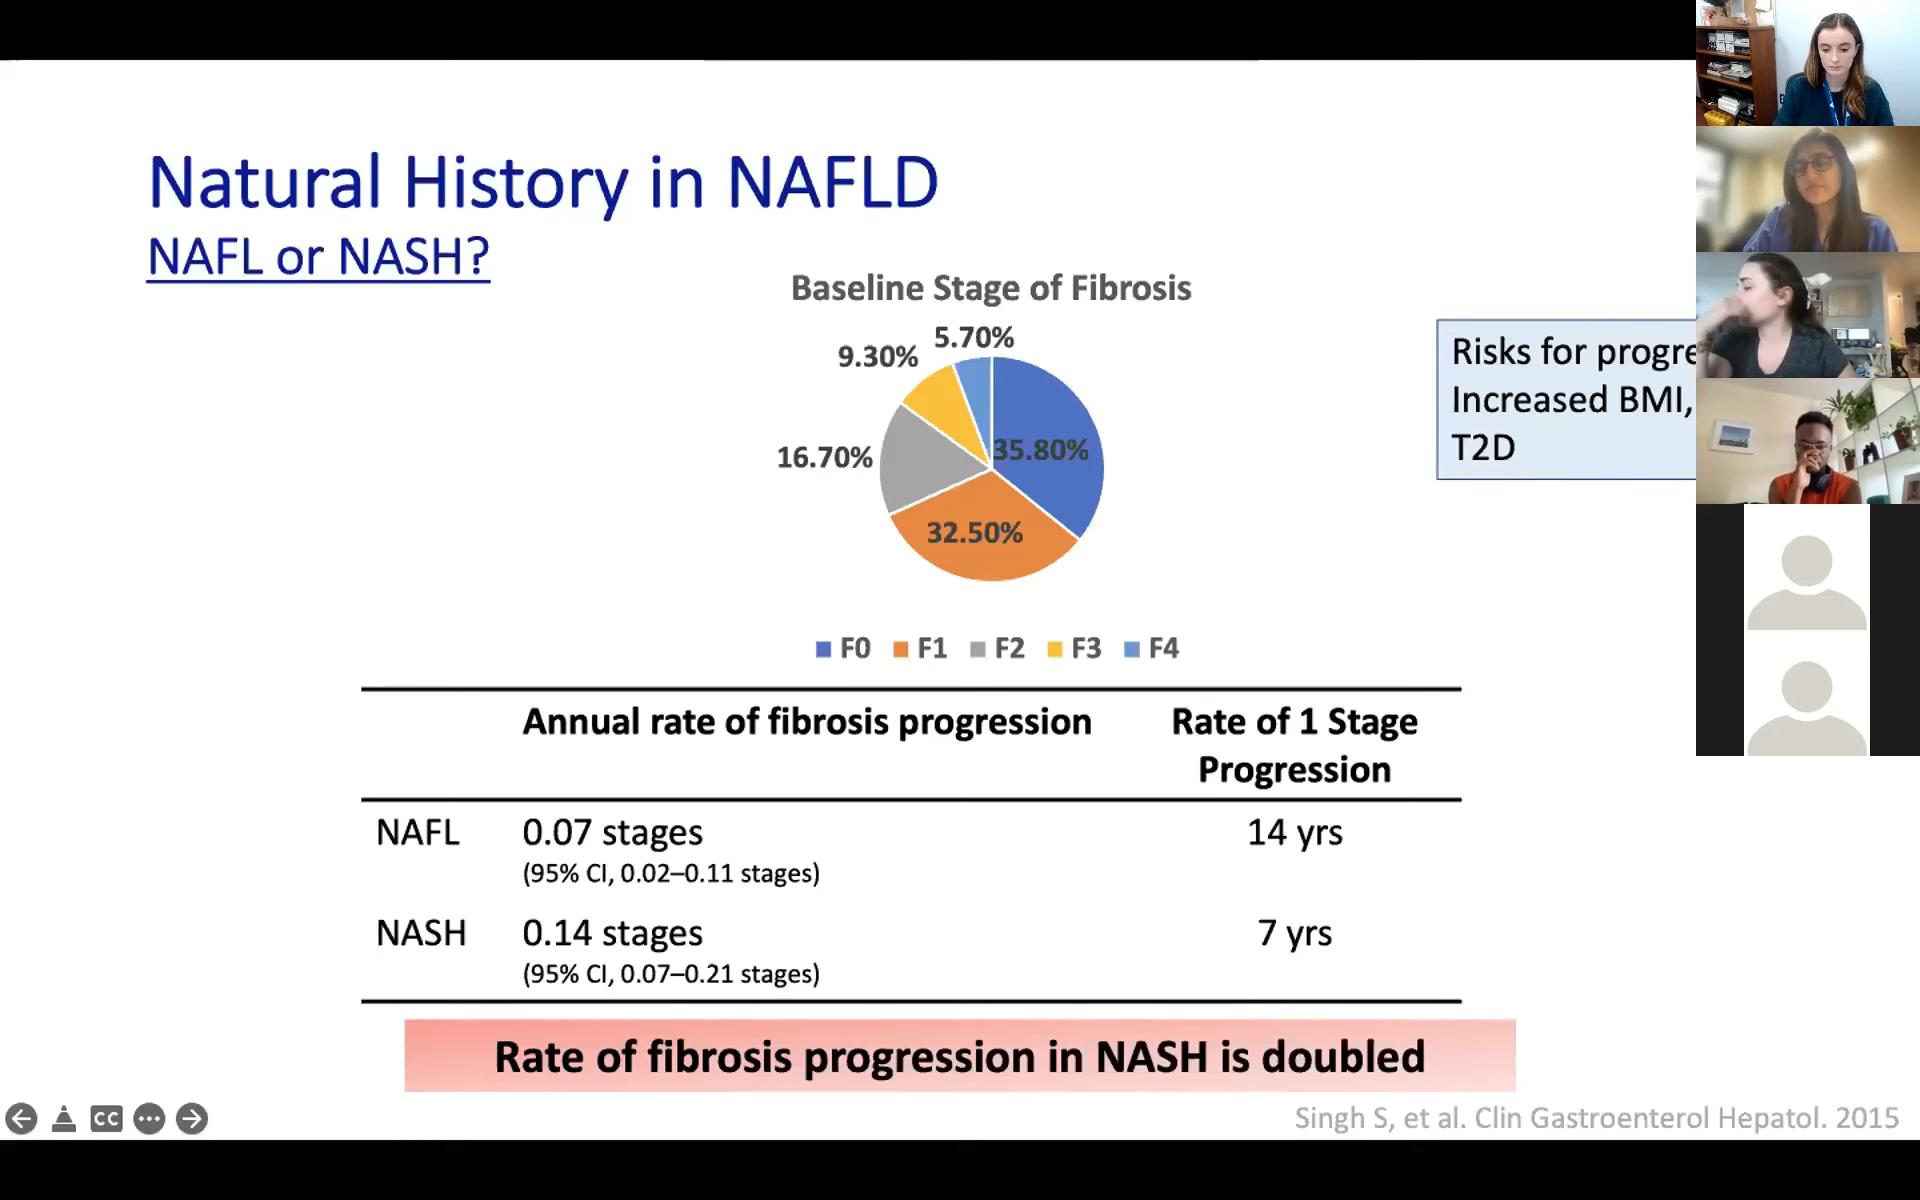 Natural History in NAFLD
NAFL or NASH?
Baseline Stage of Fibrosis
5.70%
9.30%
35.80%
16.70%
32.50%
F0 F1 F2 F3 F4
Risks for progre
Increased BMI,
T2D
Annual rate of fibrosis progression Rate of 1 Stage
Progression
NAFL 0.07 stages 14 yrs
(95% CI, 0.02–0.11 stages)
NASH 0.14 stages 7 yrs
(95% CI, 0.07–0.21 stages)
Rate of fibrosis progression in NASH is doubled
CC
Singh S, et al. Clin Gastroenterol Hepatol. 2015